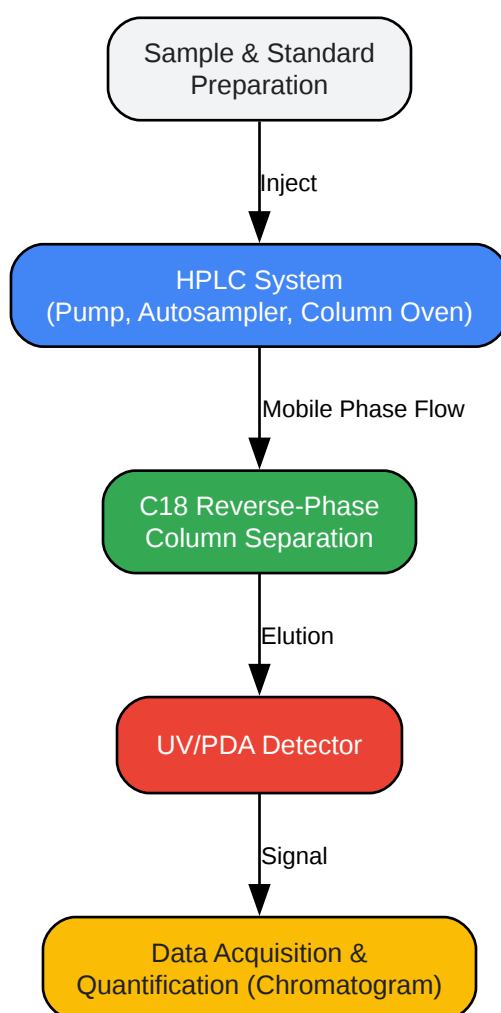 Sample & Standard
Preparation
Inject
HPLC System
(Pump, Autosampler, Column Oven)
Mobile Phase Flow
C18 Reverse-Phase
Column Separation
Elution
UV/PDA Detector
Signal
Data Acquisition &
Quantification (Chromatogram)